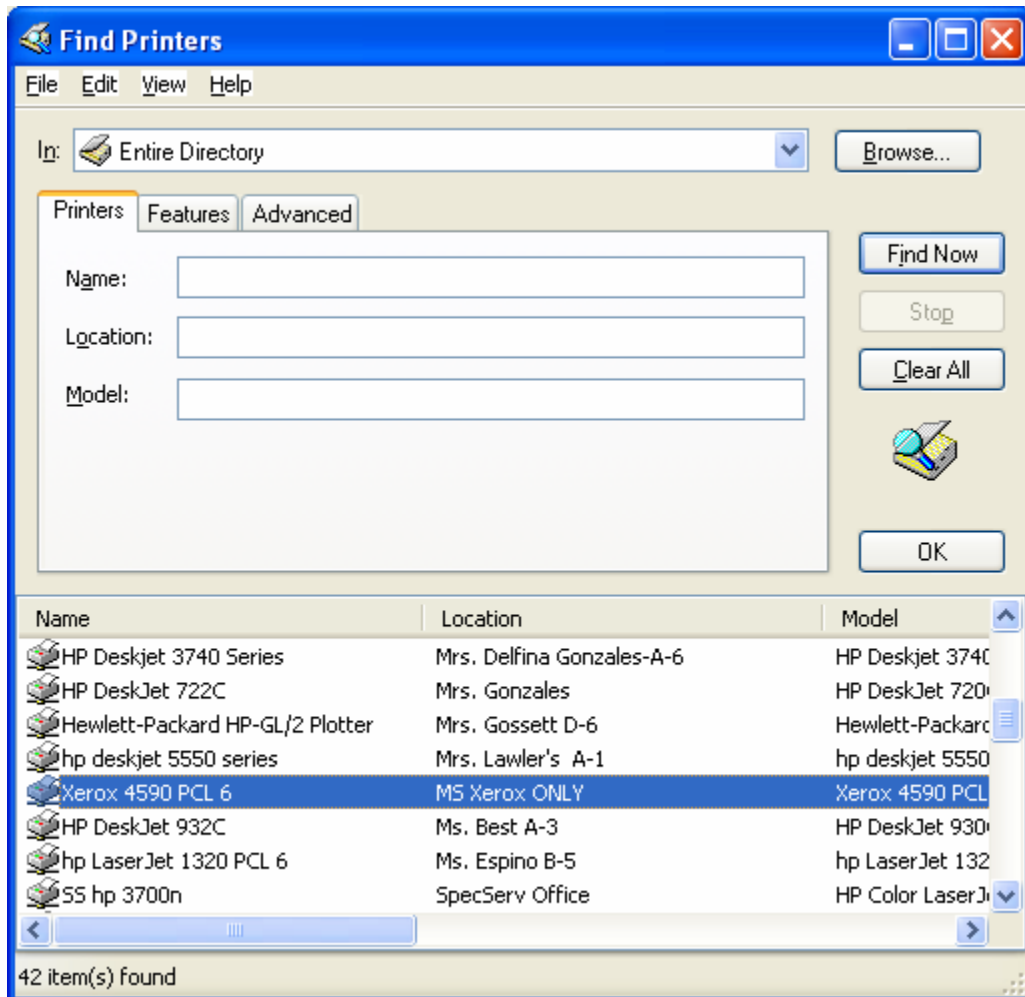 Find Printers
File Edit View Help
In: Entire Directory Browse...
Printers Features Advanced
Name:
Location:
Model:
Find Now
Stop
Clear All
OK
Name Location Model
HP Deskjet 3740 Series Mrs. Delfina Gonzales-A-6 HP Deskjet 3740
HP DeskJet 722C Mrs. Gonzales HP DeskJet 720
Hewlett-Packard HP-GL/2 Plotter Mrs. Gossett D-6 Hewlett-Packard
hp deskjet 5550 series Mrs. Lawler's A-1 hp deskjet 5550
Xerox 4590 PCL 6 MS Xerox ONLY Xerox 4590 PCL
HP DeskJet 932C Ms. Best A-3 HP DeskJet 930
hp LaserJet 1320 PCL 6 Ms. Espino B-5 hp LaserJet 132
SS hp 3700n SpecServ Office HP Color LaserJ
42 item(s) found